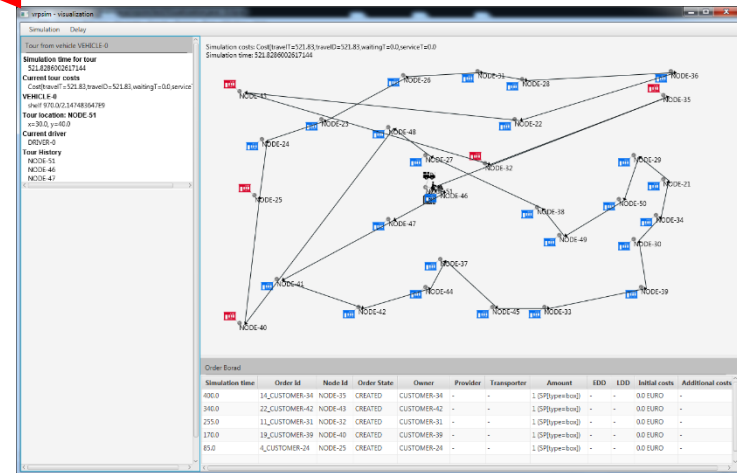 vrpsim - visualization
Simulation Delay
Tour from vehicle VEHICLE-0
Simulation time for tour
521.8286002617144
Current tour costs
Cost[travelT=521.83,travelD=521.83,waitingT=0.0,service
VEHICLE-0
shelf 970.0/2.14748364789
Tour location: NODE-51
x=30.0, y=40.0
Current driver
DRIVER-0
Tour History
NODE-51
NODE-46
NODE-47
Simulation costs: Cost[travelT=521.83,travelD=521.83,waitingT=0.0,serviceT=0.0
Simulation time: 521.8286002617144
NODE-26
NODE-31
NODE-28
NODE-36
NODE-43
NODE-35
NODE-23
NODE-22
NODE-48
NODE-24
NODE-27
NODE-32
NODE-29
NODE-21
NODE-25
NODE-46
NODE-50
NODE-38
NODE-34
NODE-47
NODE-49
NODE-30
NODE-37
NODE-41
NODE-44
NODE-39
NODE-42
NODE-45
NODE-33
NODE-40
Order Borad
Simulation time Order Id Node Id Order State Owner Provider Transporter Amount EDD LDD Initial costs Additional costs
400.0 14_CUSTOMER-34 NODE-35 CREATED CUSTOMER-34 - - 1 (SP[type=box]) - - 0.0 EURO -
340.0 22_CUSTOMER-42 NODE-43 CREATED CUSTOMER-42 - - 1 (SP[type=box]) - - 0.0 EURO -
255.0 11_CUSTOMER-31 NODE-32 CREATED CUSTOMER-31 - - 1 (SP[type=box]) - - 0.0 EURO -
170.0 19_CUSTOMER-39 NODE-40 CREATED CUSTOMER-39 - - 1 (SP[type=box]) - - 0.0 EURO -
85.0 4_CUSTOMER-24 NODE-25 CREATED CUSTOMER-24 - - 1 (SP[type=box]) - - 0.0 EURO -